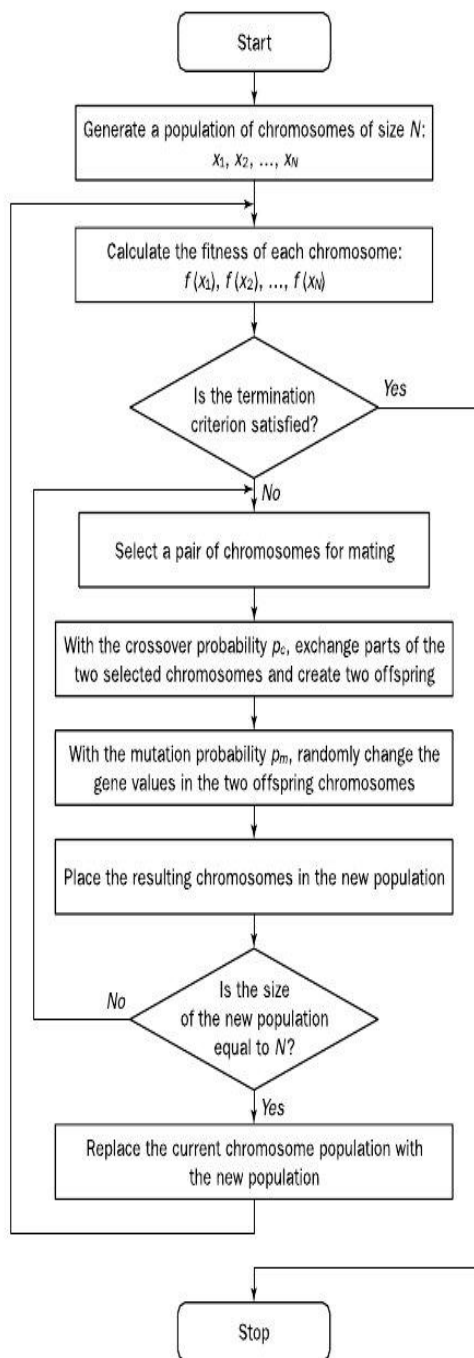 Start
Generate a population of chromosomes of size N:
x₁, x₂, ..., x_N
Calculate the fitness of each chromosome:
f (x₁), f (x₂), ..., f (x_N)
Is the termination
criterion satisfied?
Yes
No
Select a pair of chromosomes for mating
With the crossover probability p_c, exchange parts of the
two selected chromosomes and create two offspring
With the mutation probability p_m, randomly change the
gene values in the two offspring chromosomes
Place the resulting chromosomes in the new population
No
Is the size
of the new population
equal to N?
Yes
Replace the current chromosome population with
the new population
Stop